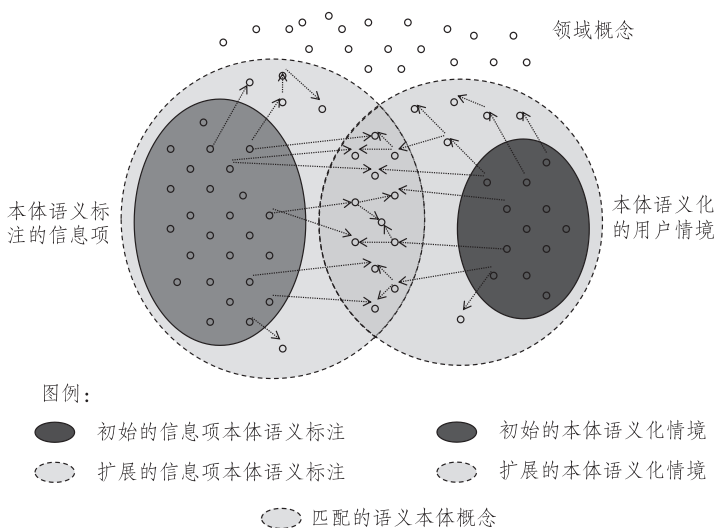 领域概念
本体语义标
注的信息项
本体语义化
的用户情境
图例：
初始的信息项本体语义标注
初始的本体语义化情境
扩展的信息项本体语义标注
扩展的本体语义化情境
匹配的语义本体概念